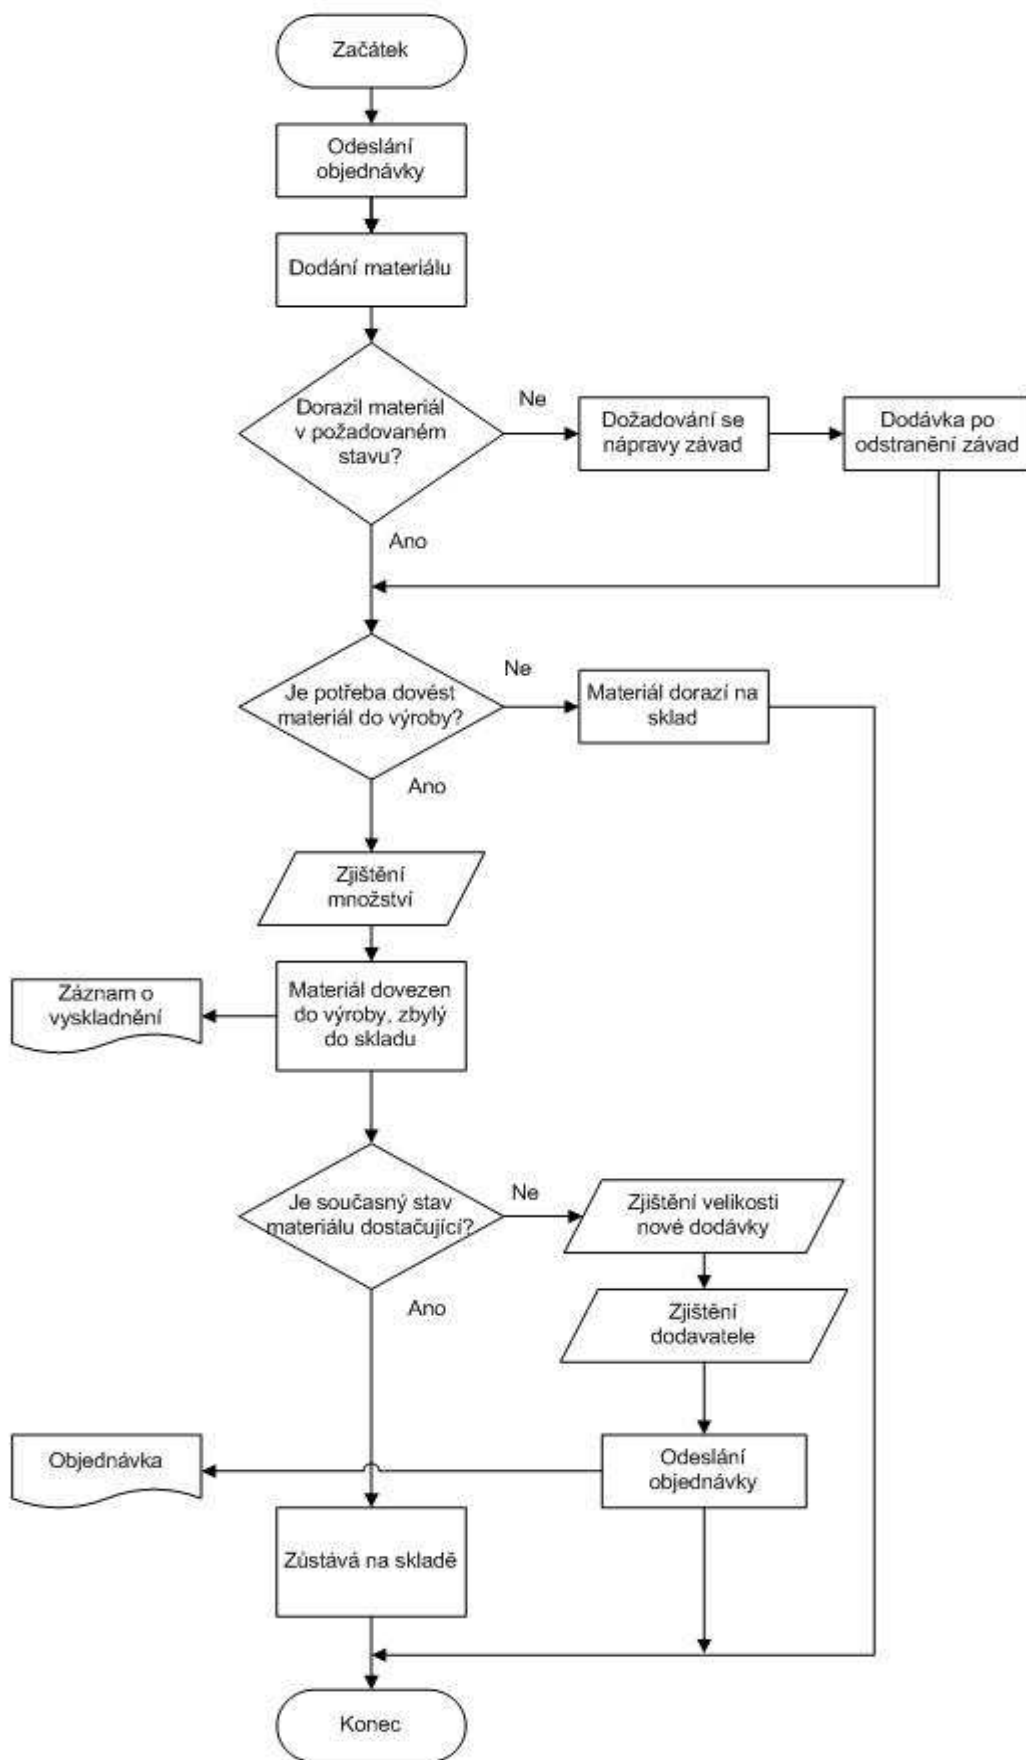 Začátek
Odeslání
objednávky
Dodání materiálu
Dorazil materiál
v požadovaném
stavu?
Ne
Dožadování se
nápravy závad
Dodávka po
odstranění závad
Ano
Je potřeba dovést
materiál do výroby?
Ne
Materiál dorazí na
sklad
Ano
Zjištění
množství
Materiál dovezen
do výroby, zbylý
do skladu
Záznam o
vyskladnění
Je současný stav
materiálu dostačující?
Ne
Zjištění velikosti
nové dodávky
Ano
Zjištění
dodavatele
Odeslání
objednávky
Objednávka
Zůstává na skladě
Konec